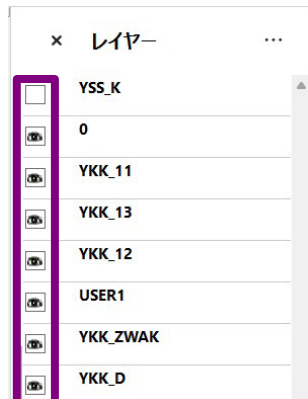 × レイヤー ...
YSS_K
0
YKK_11
YKK_13
YKK_12
USER1
YKK_ZWAK
YKK_D